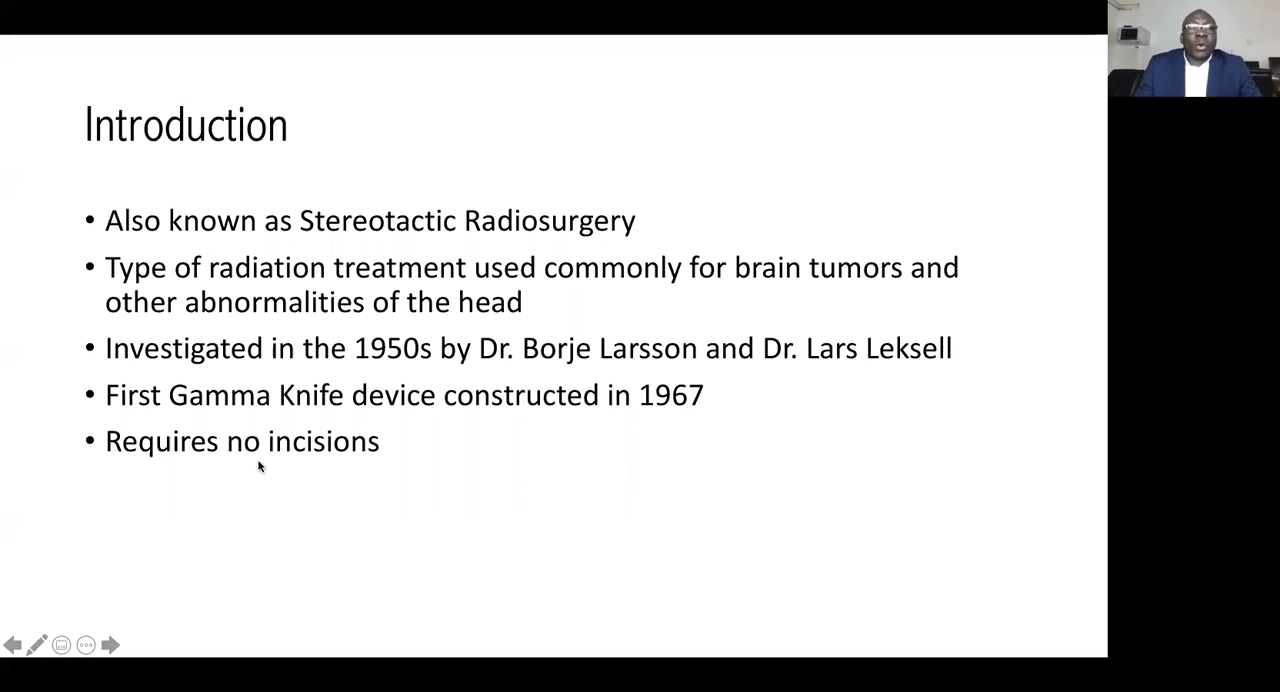 Introduction
• Also known as Stereotactic Radiosurgery
• Type of radiation treatment used commonly for brain tumors and
other abnormalities of the head
• Investigated in the 1950s by Dr. Borje Larsson and Dr. Lars Leksell
• First Gamma Knife device constructed in 1967
• Requires no incisions